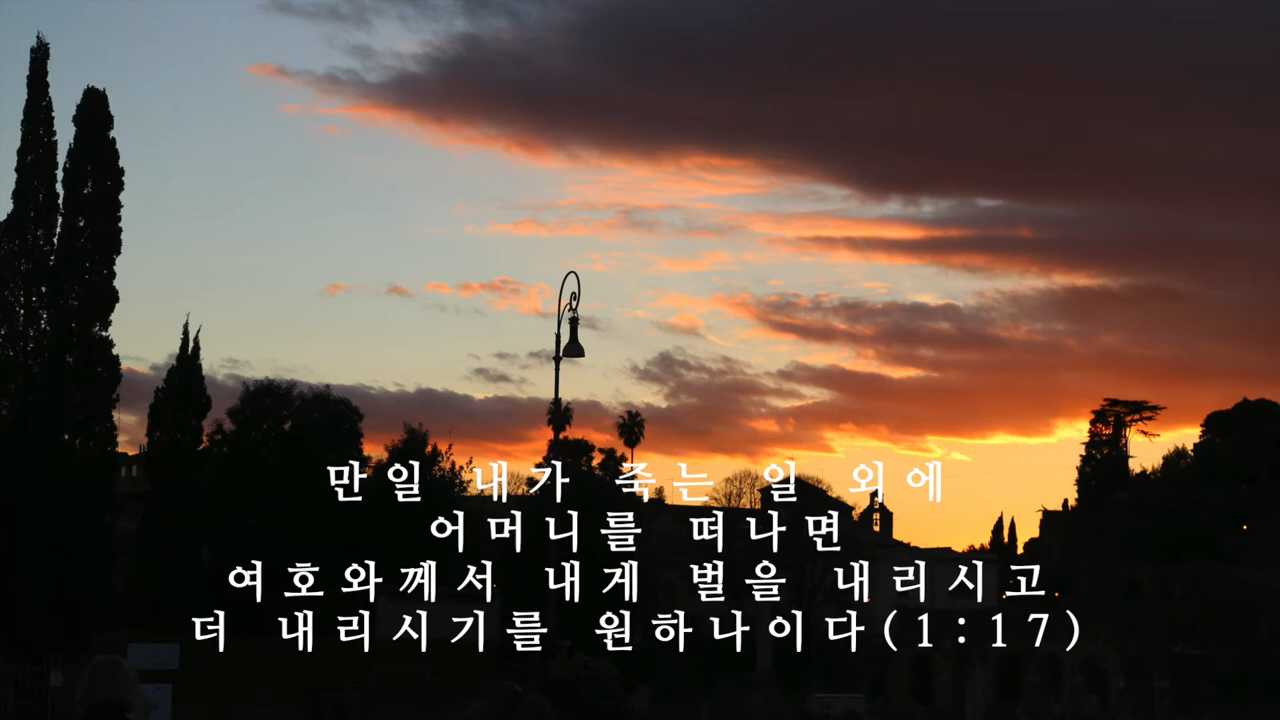 만일 내가 죽는 일 외에
어머니를 떠나면
여호와께서 내게 벌을 내리시고
더 내리시기를 원하나이다(1:17)